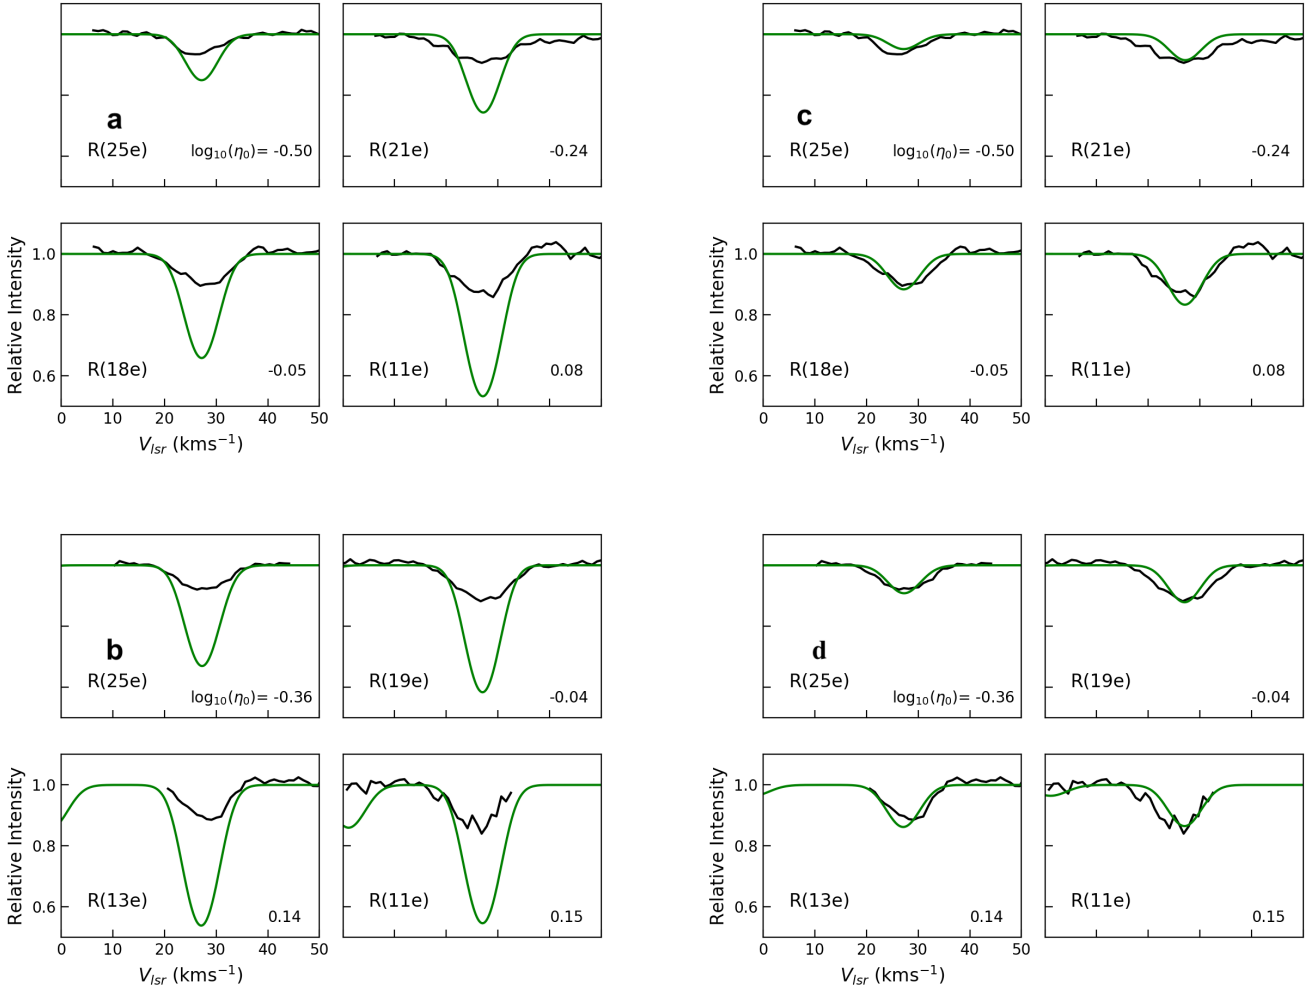 a
R(25e) log₁₀(η₀)= -0.50
R(21e) -0.24
c
R(25e) log₁₀(η₀)= -0.50
R(21e) -0.24
Relative Intensity
1.0
0.8
0.6
R(18e) -0.05
R(11e) 0.08
0 10 20 30 40 50
V_lsr (kms⁻¹)
Relative Intensity
1.0
0.8
0.6
R(18e) -0.05
R(11e) 0.08
0 10 20 30 40 50
V_lsr (kms⁻¹)
b
R(25e) log₁₀(η₀)= -0.36
R(19e) -0.04
d
R(25e) log₁₀(η₀)= -0.36
R(19e) -0.04
Relative Intensity
1.0
0.8
0.6
R(13e) 0.14
R(11e) 0.15
0 10 20 30 40 50
V_lsr (kms⁻¹)
Relative Intensity
1.0
0.8
0.6
R(13e) 0.14
R(11e) 0.15
0 10 20 30 40 50
V_lsr (kms⁻¹)